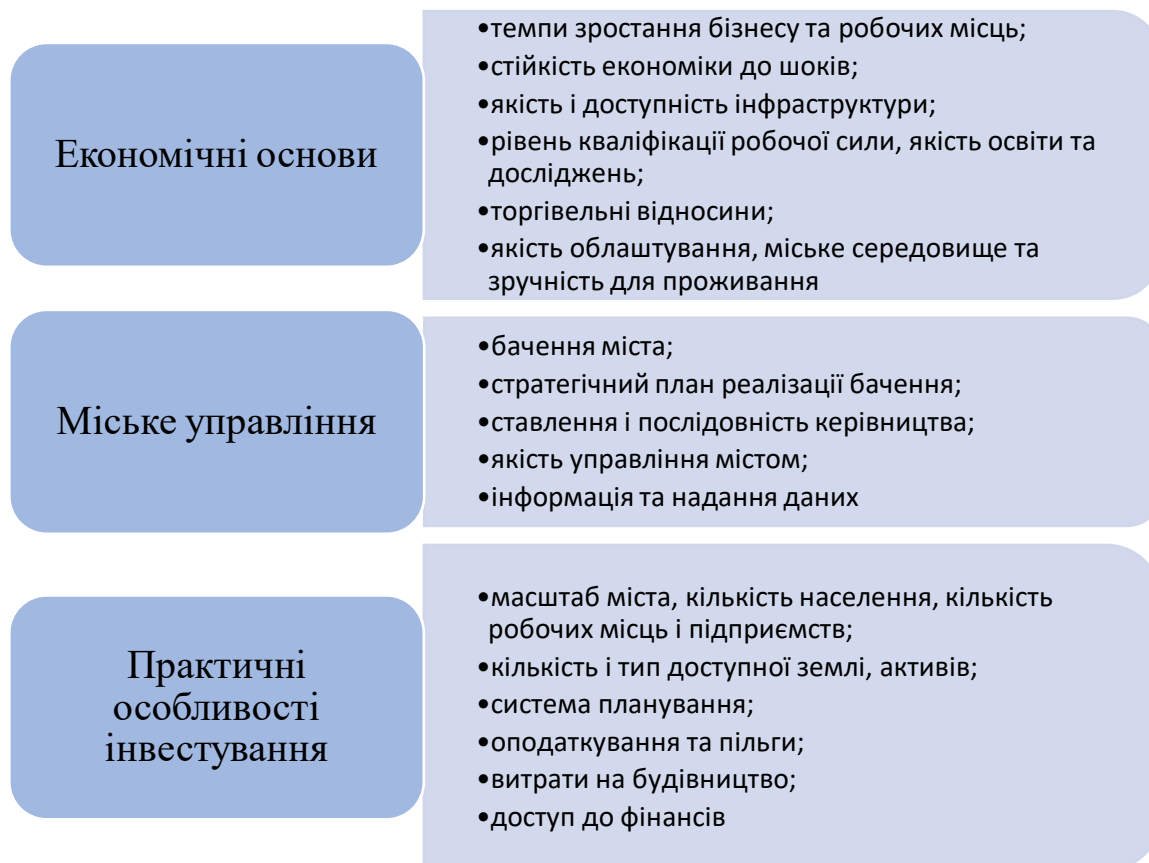 Економічні основи
•темпи зростання бізнесу та робочих місць;
•стійкість економіки до шоків;
•якість і доступність інфраструктури;
•рівень кваліфікації робочої сили, якість освіти та
досліджень;
•торгівельні відносини;
•якість облаштування, міське середовище та
зручність для проживання
Міське управління
•бачення міста;
•стратегічний план реалізації бачення;
•ставлення і послідовність керівництва;
•якість управління містом;
•інформація та надання даних
Практичні
особливості
інвестування
•масштаб міста, кількість населення, кількість
робочих місць і підприємств;
•кількість і тип доступної землі, активів;
•система планування;
•оподаткування та пільги;
•витрати на будівництво;
•доступ до фінансів